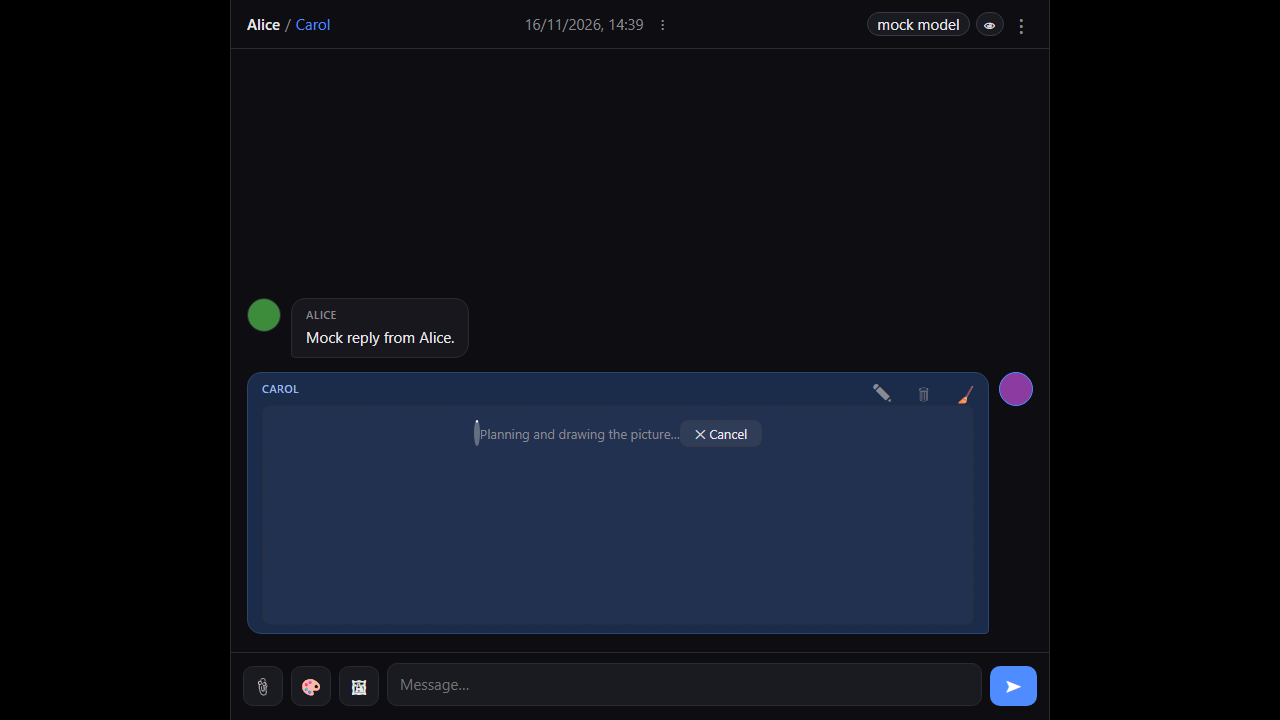 Alice / Carol
16/11/2026, 14:39
mock model
ALICE
Mock reply from Alice.
CAROL
Planning and drawing the picture...
Cancel
Message...